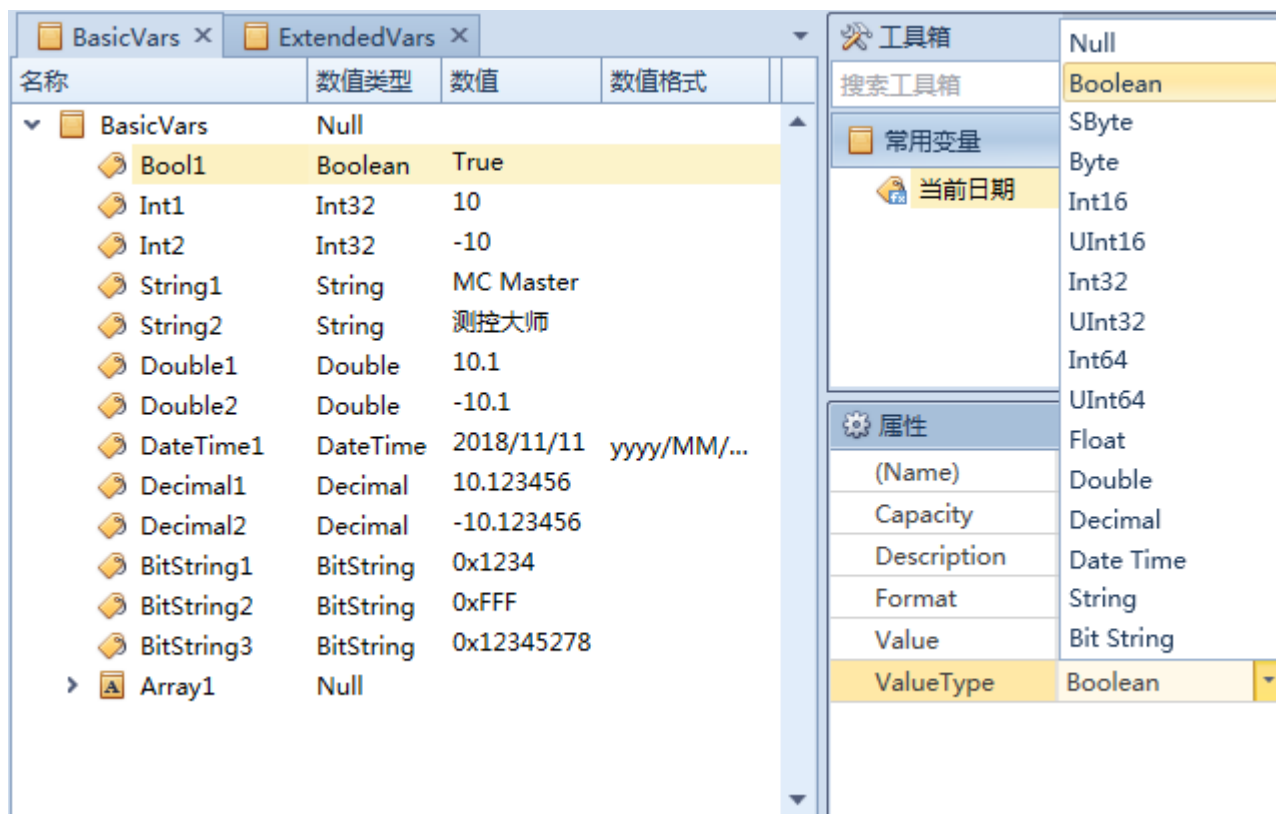 BasicVars ExtendedVars
名称 数值类型 数值 数值格式
BasicVars Null
Bool1 Boolean True
Int1 Int32 10
Int2 Int32 -10
String1 String MC Master
String2 String 测控大师
Double1 Double 10.1
Double2 Double -10.1
DateTime1 DateTime 2018/11/11 yyyy/MM/...
Decimal1 Decimal 10.123456
Decimal2 Decimal -10.123456
BitString1 BitString 0x1234
BitString2 BitString 0xFFF
BitString3 BitString 0x12345278
A Array1 Null
工具箱
搜索工具箱
常用变量
fx 当前日期
属性
(Name)
Capacity
Description
Format
Value
ValueType Boolean
Null
Boolean
SByte
Byte
Int16
UInt16
Int32
UInt32
Int64
UInt64
Float
Double
Decimal
Date Time
String
Bit String